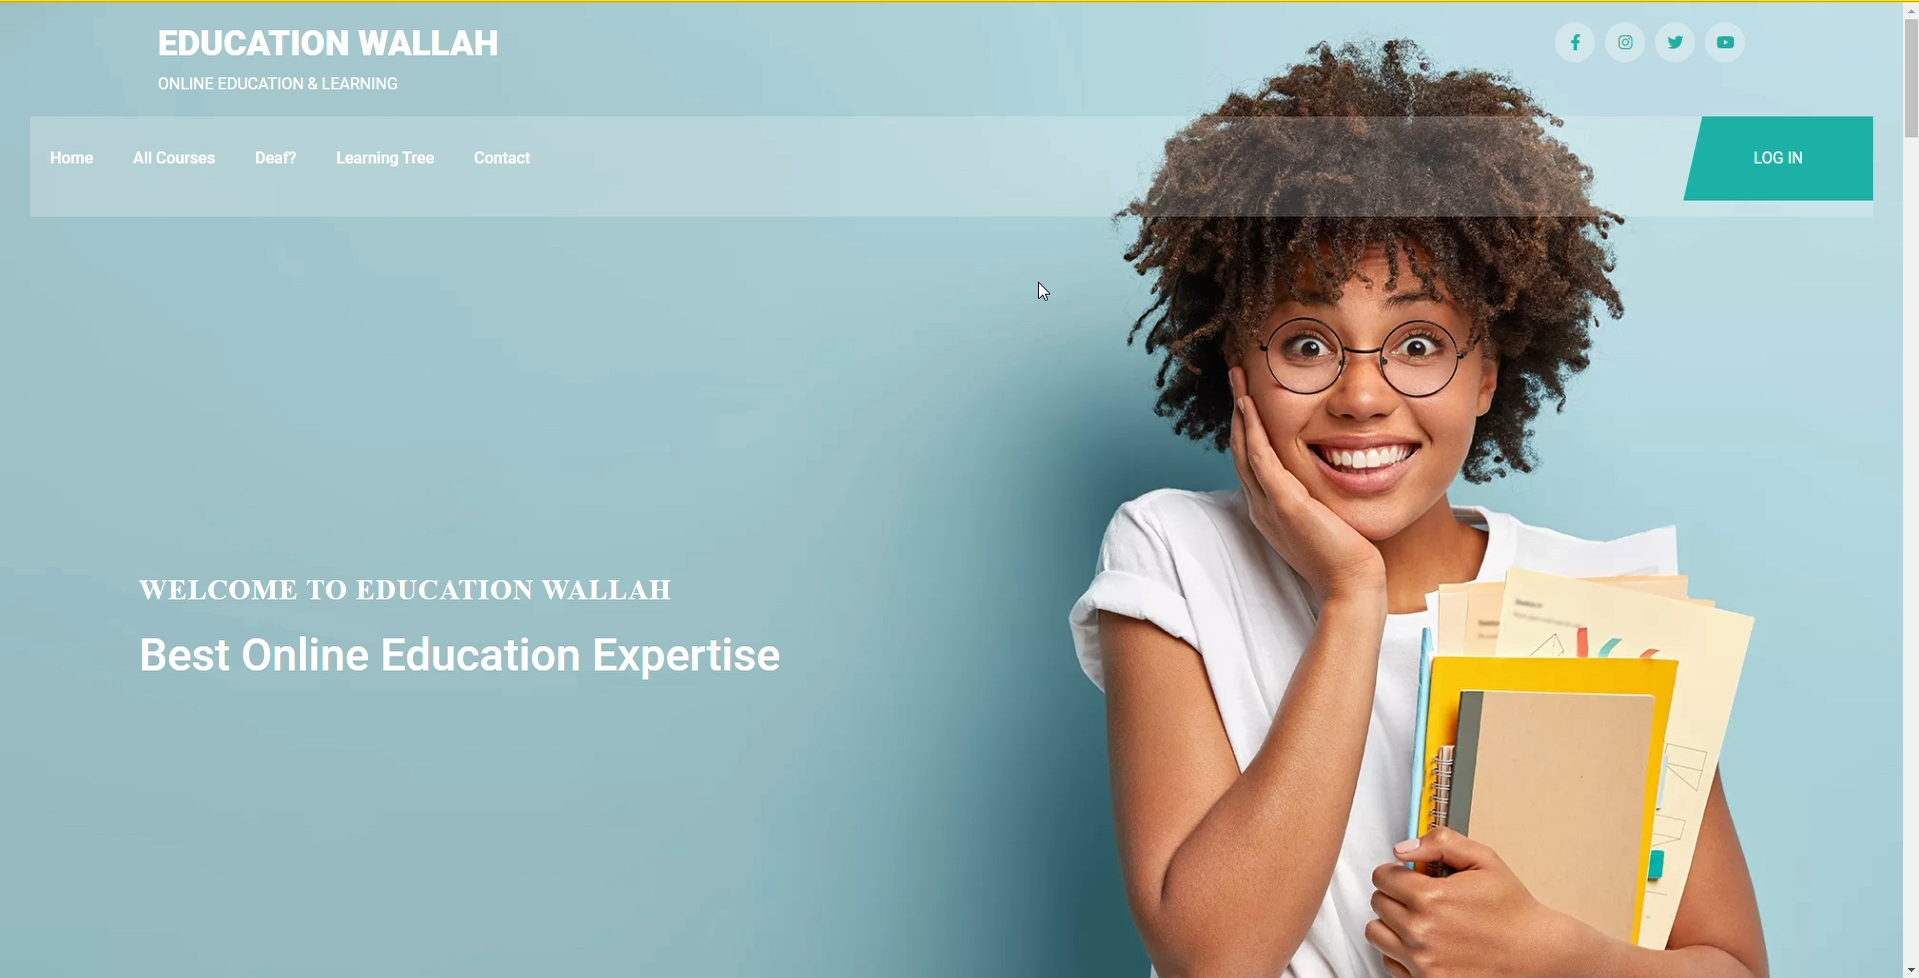 EDUCATION WALLAH
ONLINE EDUCATION & LEARNING
Home All Courses Deaf? Learning Tree Contact
LOG IN
WELCOME TO EDUCATION WALLAH
Best Online Education Expertise